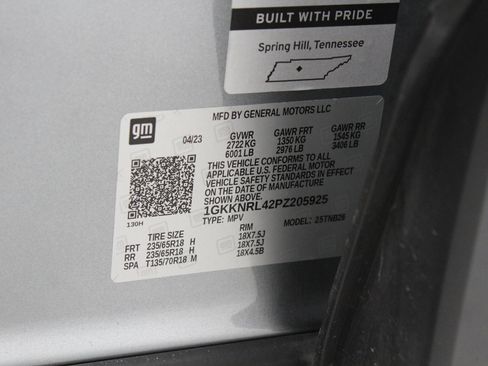 BUILT WITH PRIDE
Spring Hill, Tennessee
gm
MFD BY GENERAL MOTORS LLC
04/23 GVWR GAWR FRT GAWR RR
2722 KG 1350 KG 1545 KG
6001 LB 2976 LB 3406 LB
THIS VEHICLE CONFORMS TO ALL
APPLICABLE U.S. FEDERAL MOTOR
VEHICLE SAFETY STANDARDS IN EFFECT
ON THE DATE OF MANUFACTURE
SHOWN ABOVE.
1GKKNRL42PZ205925
130H TYPE: MPV MODEL: 25TNB26
TIRE SIZE RIM
FRT 235/65R18 H 18X7.5J
RR 235/65R18 H 18X7.5J
SPA T135/70R18 M 18X4.5B